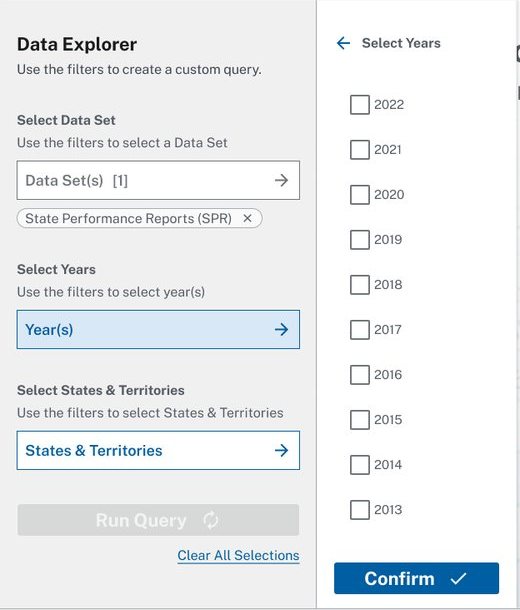 Data Explorer
Use the filters to create a custom query.
Select Data Set
Use the filters to select a Data Set
Data Set(s) [1]
State Performance Reports (SPR) ×
Select Years
Use the filters to select year(s)
Year(s)
Select States & Territories
Use the filters to select States & Territories
States & Territories
Run Query
Clear All Selections
Select Years
2022
2021
2020
2019
2018
2017
2016
2015
2014
2013
Confirm